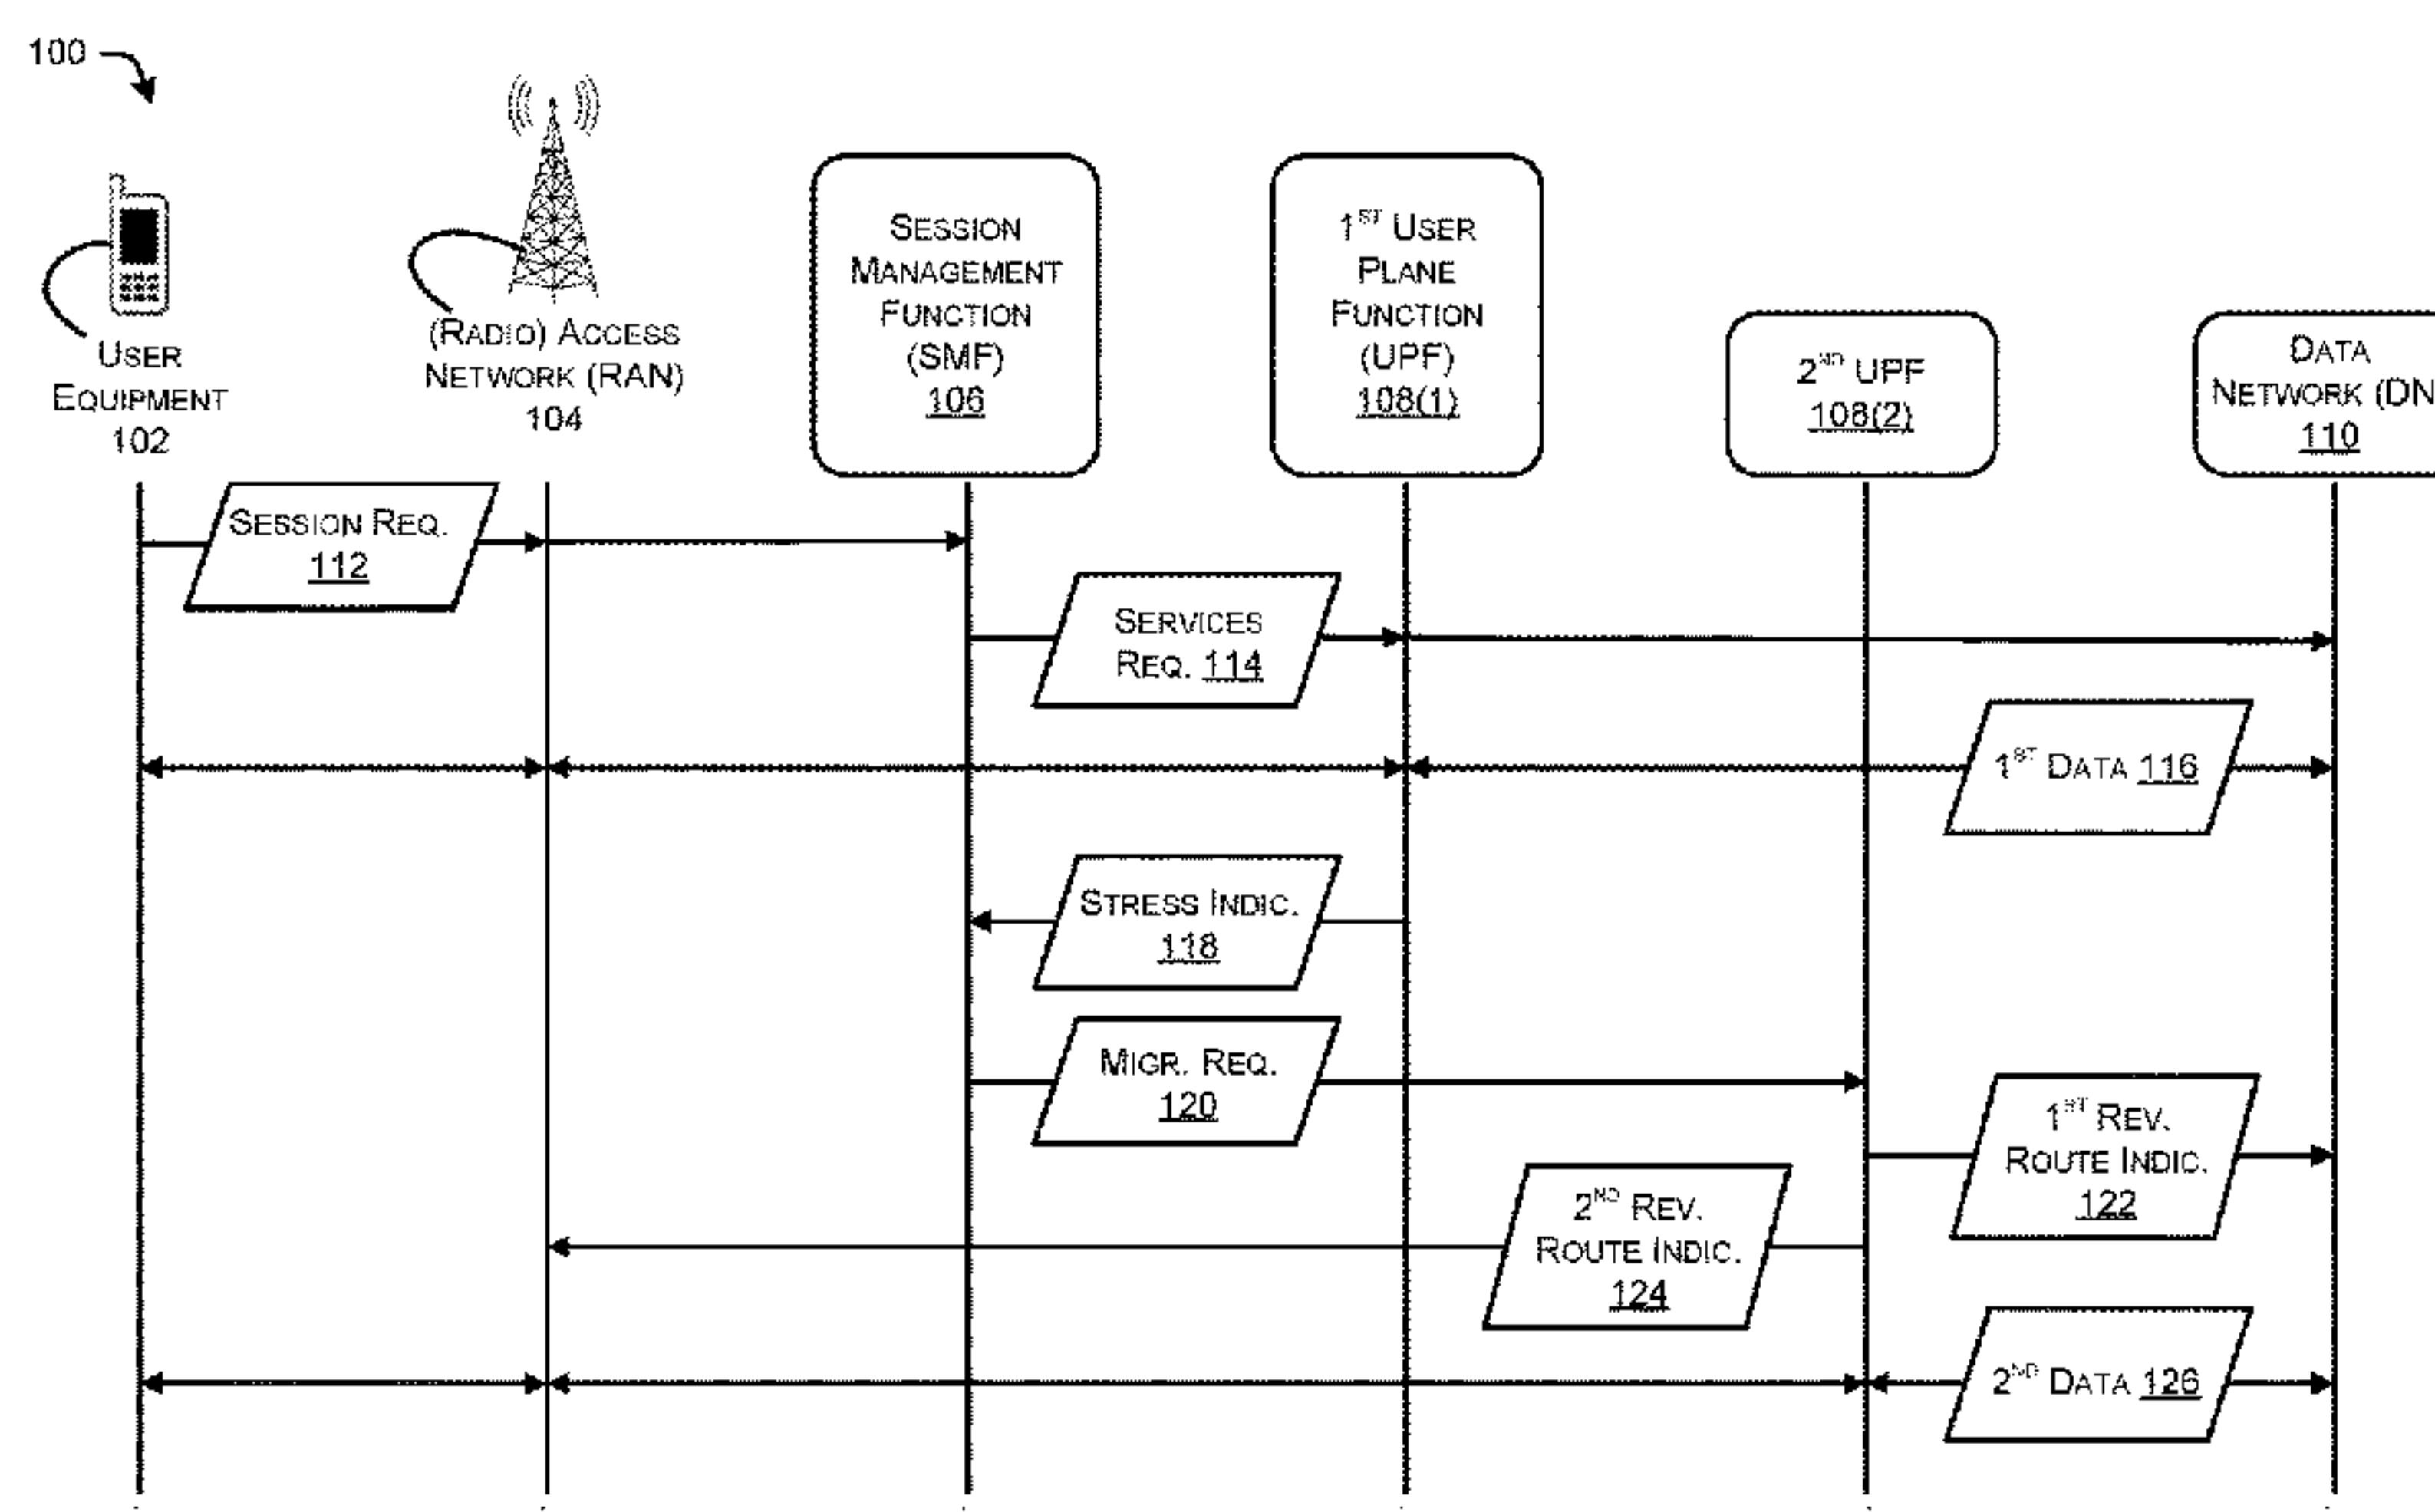 100
USER
EQUIPMENT
102
(RADIO) ACCESS
NETWORK (RAN)
104
SESSION
MANAGEMENT
FUNCTION
(SMF)
106
1ST USER
PLANE
FUNCTION
(UPF)
108(1)
2ND UPF
108(2)
DATA
NETWORK (DN
110
SESSION REQ.
112
SERVICES
REQ. 114
1ST DATA 116
STRESS INDIC.
118
MIGR. REQ.
120
1ST REV.
ROUTE INDIC.
122
2ND REV.
ROUTE INDIC.
124
2ND DATA 126